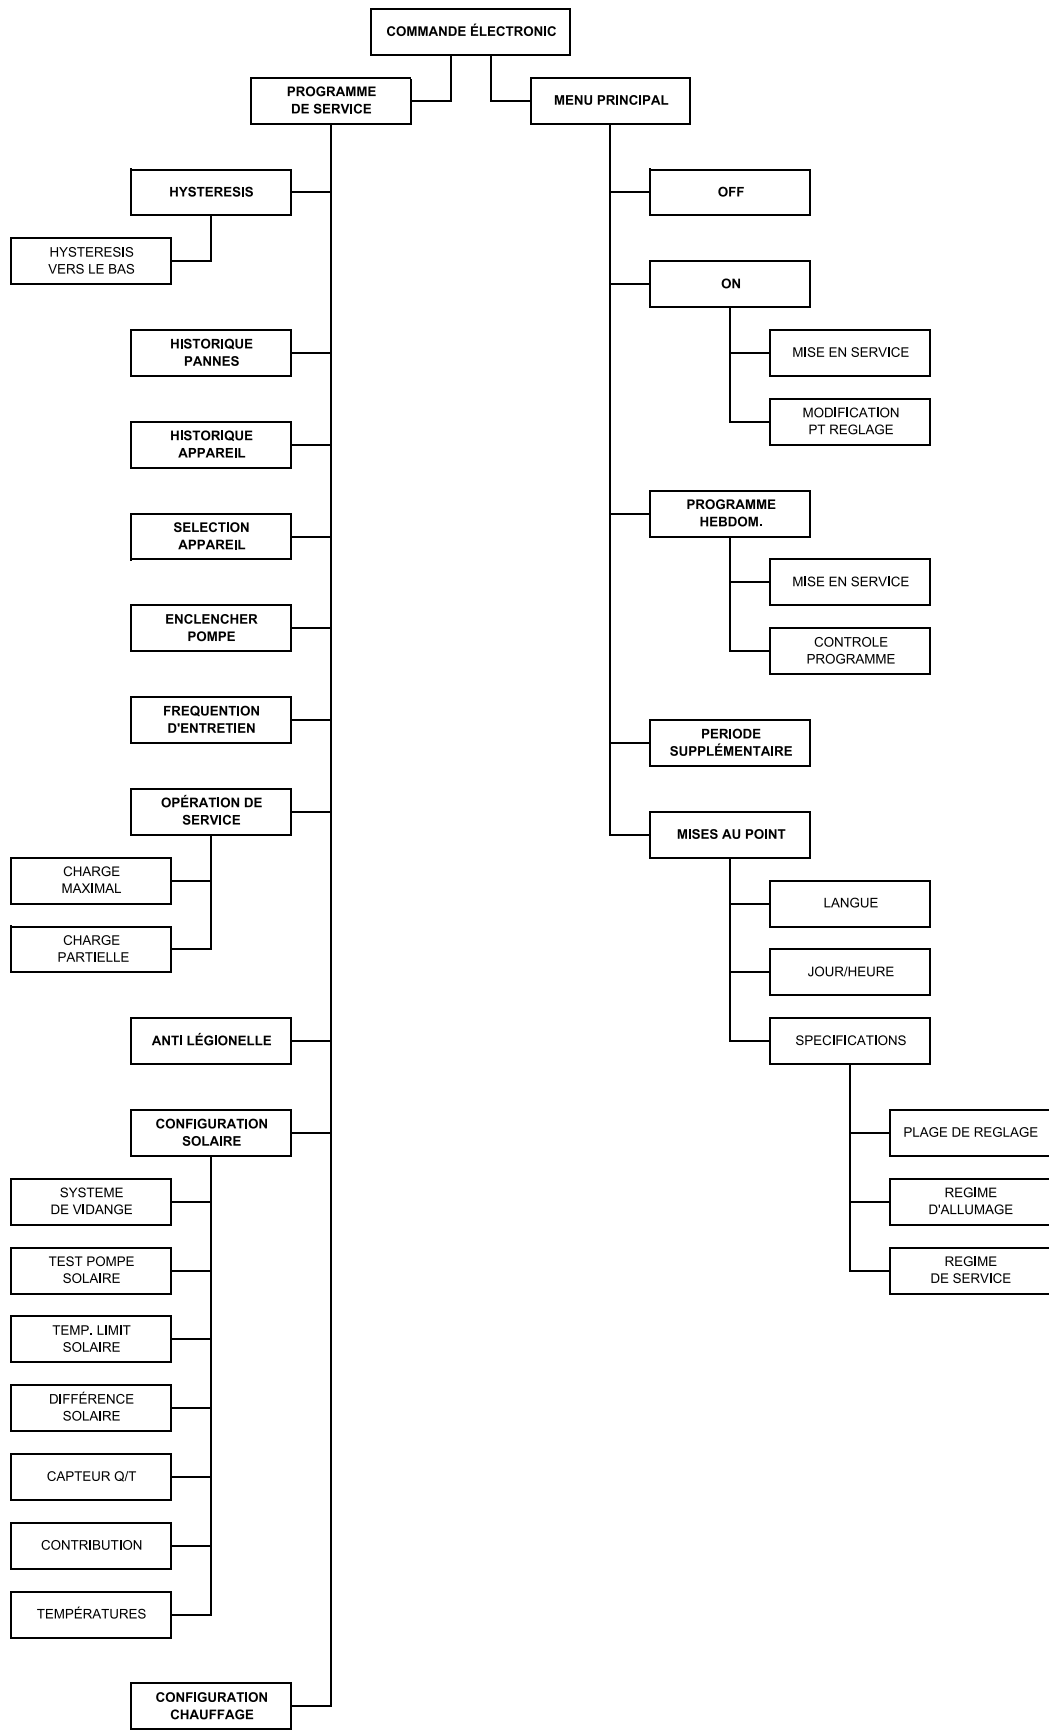 COMMANDE ÉLECTRONIC
PROGRAMME
DE SERVICE
HYSTERESIS
HYSTERESIS
VERS LE BAS
HISTORIQUE
PANNES
HISTORIQUE
APPAREIL
SELECTION
APPAREIL
ENCLENCHER
POMPE
FREQUENTION
D'ENTRETIEN
OPÉRATION DE
SERVICE
CHARGE
MAXIMAL
CHARGE
PARTIELLE
ANTI LÉGIONELLE
CONFIGURATION
SOLAIRE
SYSTEME
DE VIDANGE
TEST POMPE
SOLAIRE
TEMP. LIMIT
SOLAIRE
DIFFÉRENCE
SOLAIRE
CAPTEUR Q/T
CONTRIBUTION
TEMPÉRATURES
CONFIGURATION
CHAUFFAGE
MENU PRINCIPAL
OFF
ON
MISE EN SERVICE
MODIFICATION
PT REGLAGE
PROGRAMME
HEBDOM.
MISE EN SERVICE
CONTROLE
PROGRAMME
PERIODE
SUPPLÉMENTAIRE
MISES AU POINT
LANGUE
JOUR/HEURE
SPECIFICATIONS
PLAGE DE REGLAGE
REGIME
D'ALLUMAGE
REGIME
DE SERVICE